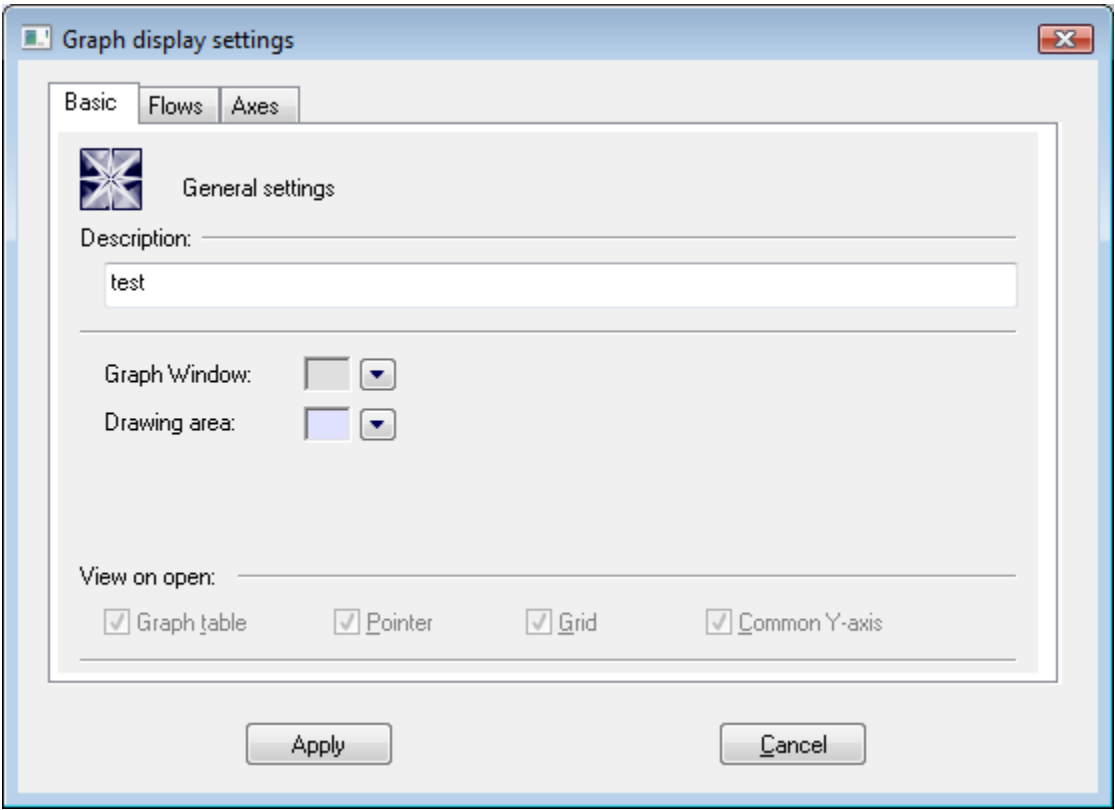 Graph display settings
Basic Flows Axes
General settings
Description:
test
Graph Window:
Drawing area:
View on open:
Graph table Pointer Grid Common Y-axis
Apply Cancel